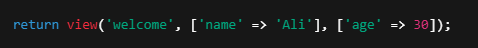 return view('welcome', ['name' => 'Ali'], ['age' => 30]);